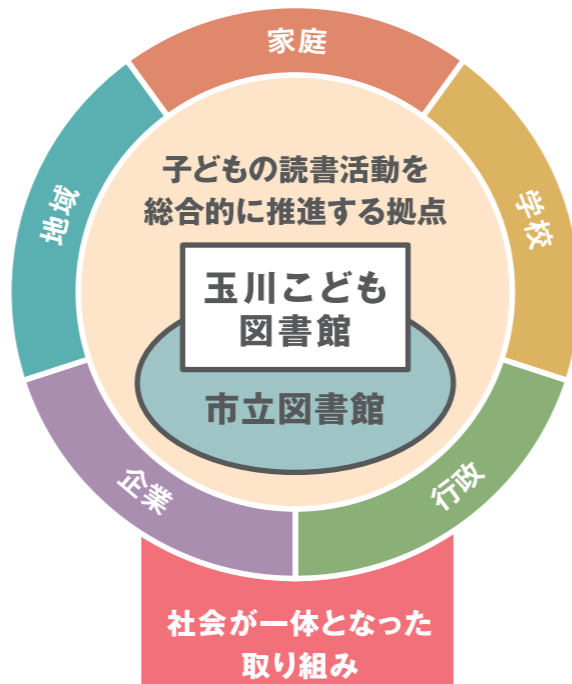 家庭
地域
学校
子どもの読書活動を
総合的に推進する拠点
玉川こども
図書館
市立図書館
企業
行政
社会が一体となった
取り組み